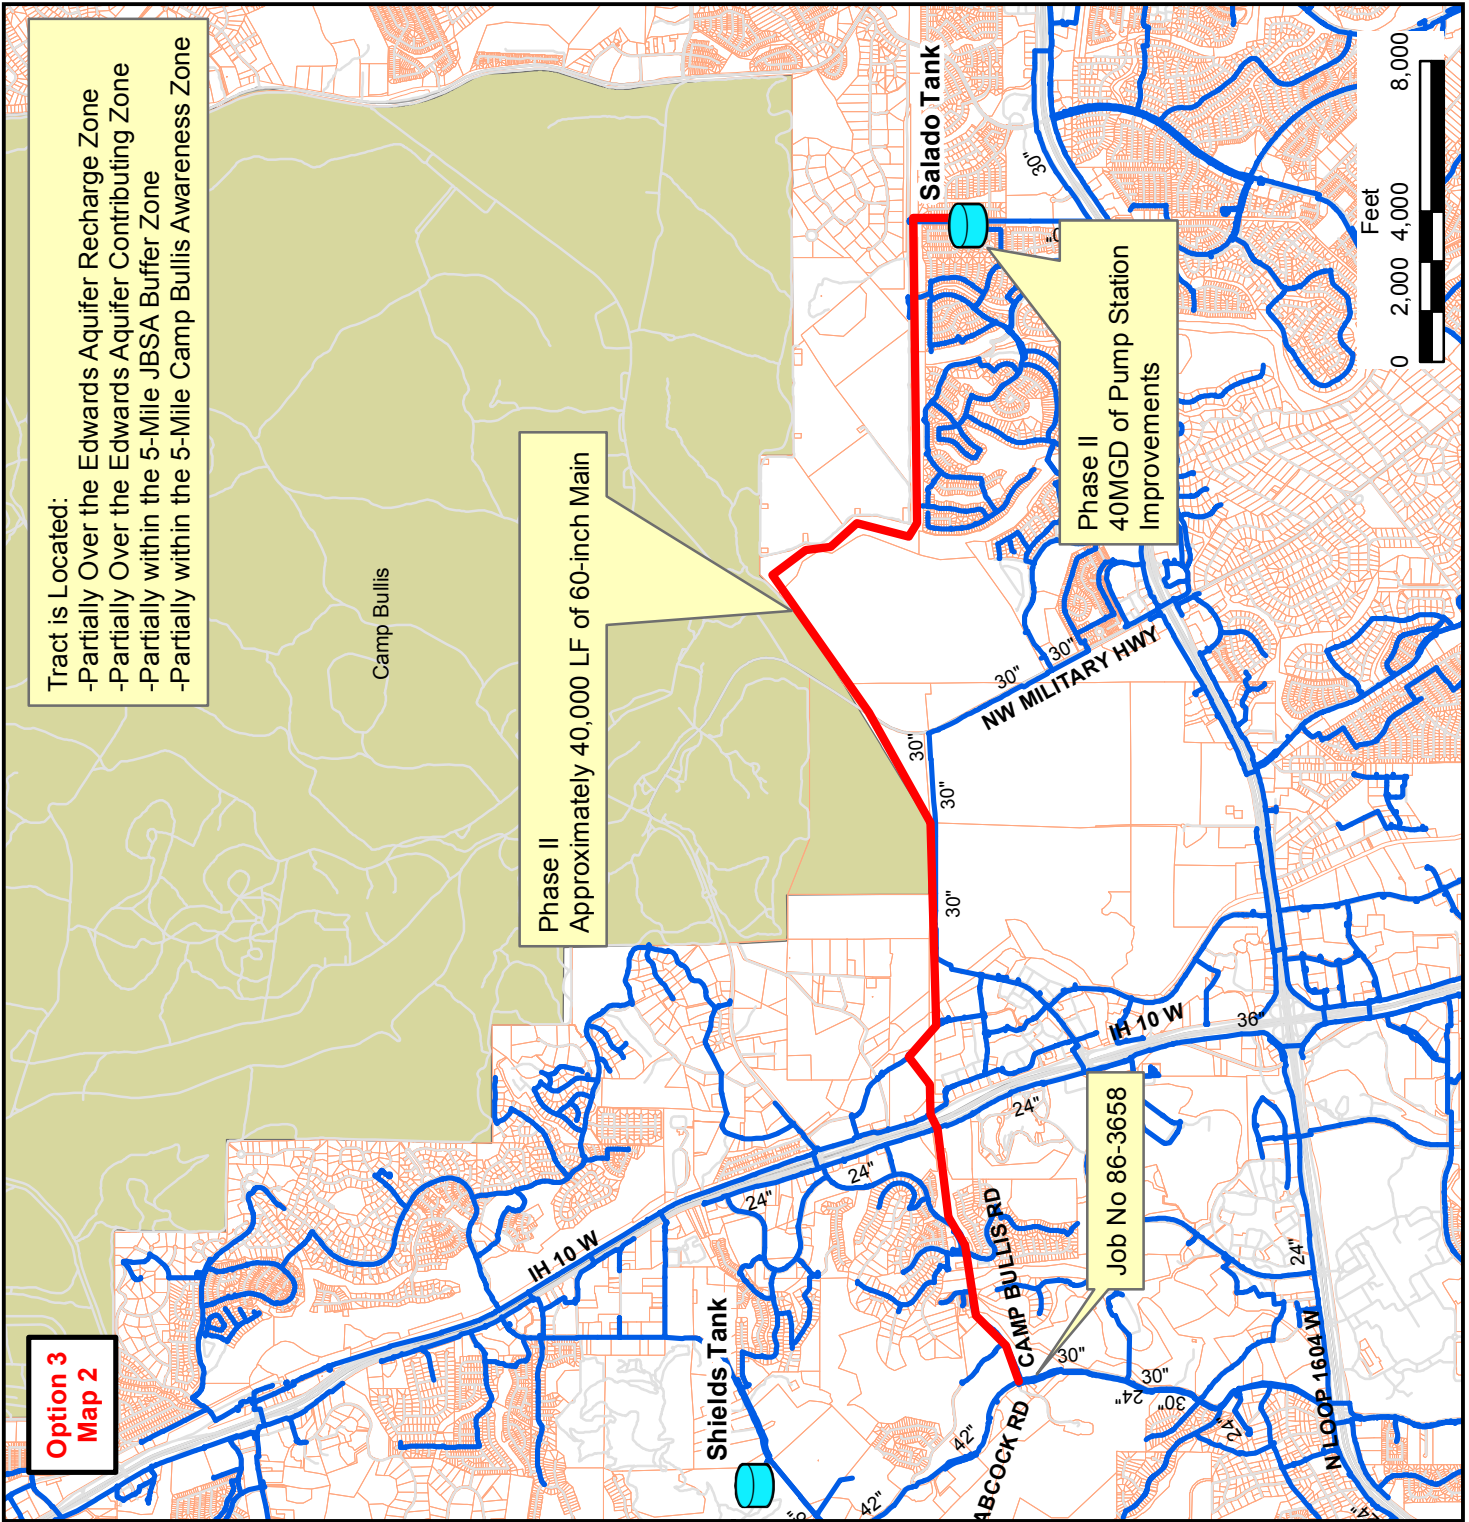 Option 3
Map 2
Tract is Located:
-Partially Over the Edwards Aquifer Recharge Zone
-Partially Over the Edwards Aquifer Contributing Zone
-Partially within the 5-Mile JBSA Buffer Zone
-Partially within the 5-Mile Camp Bullis Awareness Zone
Camp Bullis
Phase II
Approximately 40,000 LF of 60-inch Main
Salado Tank
Phase II
40MGD of Pump Station
Improvements
Shields Tank
Job No 86-3658
IH 10 W
IH 10 W
NW MILITARY HWY
CAMP BULLIS RD
ABCOCK RD
N LOOP 1604 W
30"
30"
30"
30"
30"
30"
36"
24"
24"
24"
24"
30"
30"
24"
30"
24"
42"
42"
24"
Feet
0 2,000 4,000 8,000